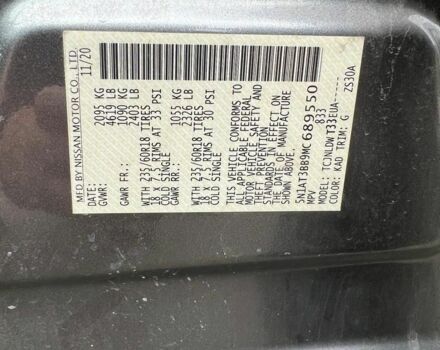 MFD BY NISSAN MOTOR CO., LTD.
11/20
GVWR: 2095 KG
4619 LB
GAWR FR.: 1090 KG
2403 LB
WITH 235/60R18 TIRES
18 X 7.5 RIMS AT 33 PSI
COLD SINGLE
GAWR RR.: 1055 KG
2326 LB
WITH 235/60R18 TIRES
18 X 7.5 RIMS AT 30 PSI
COLD SINGLE
THIS VEHICLE CONFORMS TO
ALL APPLICABLE FEDERAL
MOTOR VEHICLE SAFETY AND
THEFT PREVENTION
STANDARDS IN EFFECT ON
THE DATE OF MANUFACTURE
SHOWN ABOVE.
5N1AT3BB9MC689550
MPV B33
MODEL: TCJNLDWT33EUA----
COLOR: KAD TRIM: G
ZS30A